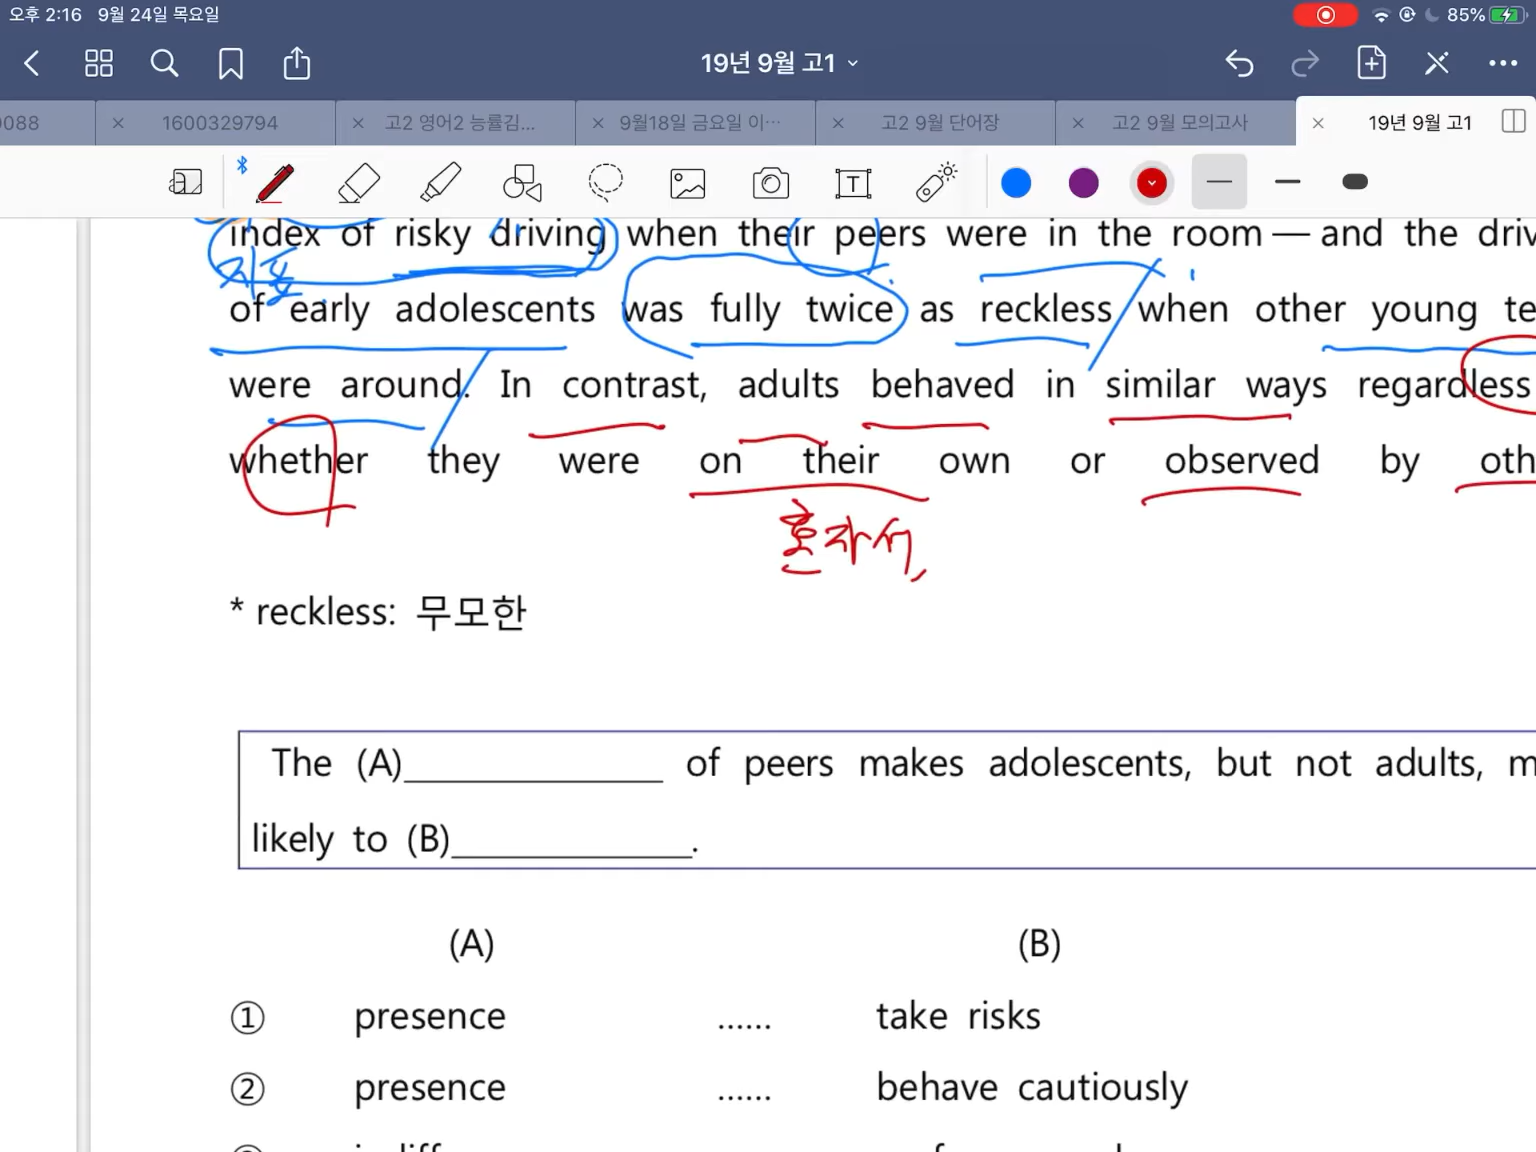 오후 2:16 9월 24일 목요일
85%
19년 9월 고1
0088
1600329794
고2 영어2 능률김...
9월18일 금요일 이...
고2 9월 단어장
고2 9월 모의고사
19년 9월 고1
T
index of risky driving when their peers were in the room — and the driv
지표
of early adolescents was fully twice as reckless when other young te
were around. In contrast, adults behaved in similar ways regardless
whether they were on their own or observed by oth
혼자서,
* reckless: 무모한
The (A)____________ of peers makes adolescents, but not adults, m
likely to (B)____________.
(A) (B)
① presence ...... take risks
② presence ...... behave cautiously